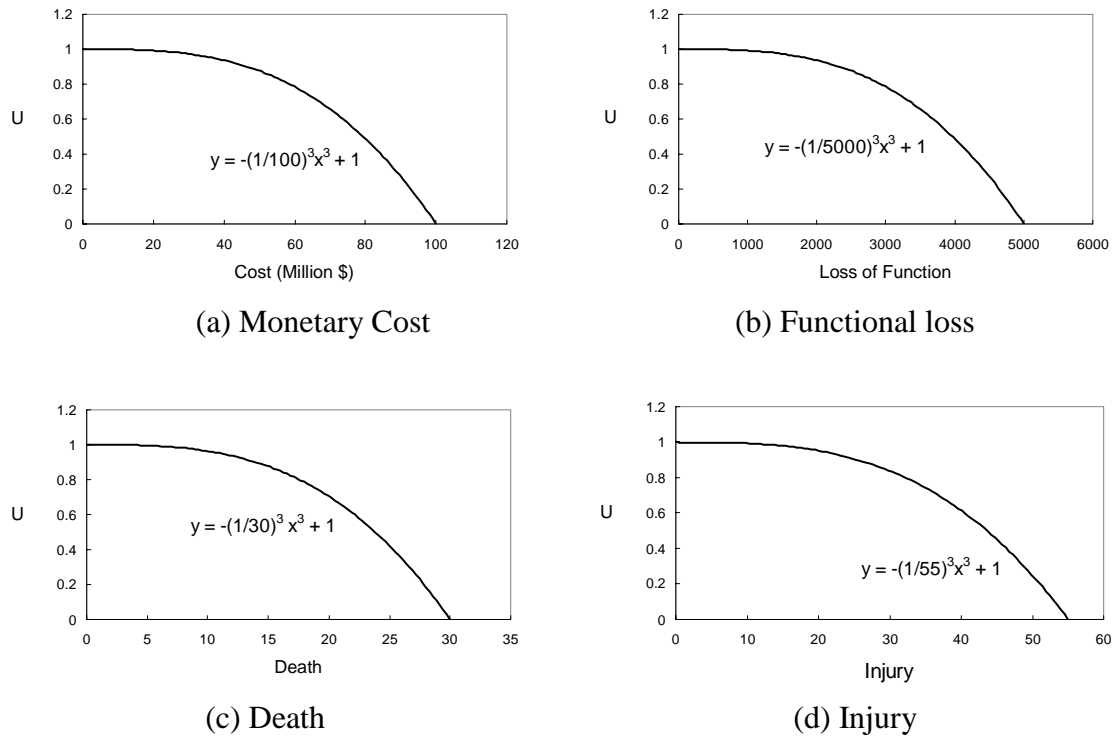 1.2
1
0.8
0.6
0.4
0.2
0
U
y = -(1/100)³x³ + 1
0 20 40 60 80 100 120
Cost (Million $)
(a) Monetary Cost
1.2
1
0.8
0.6
0.4
0.2
0
U
y = -(1/5000)³x³ + 1
0 1000 2000 3000 4000 5000 6000
Loss of Function
(b) Functional loss
1.2
1
0.8
0.6
0.4
0.2
0
U
y = -(1/30)³ x³ + 1
0 5 10 15 20 25 30 35
Death
(c) Death
1.2
1
0.8
0.6
0.4
0.2
0
U
y = -(1/55)³x³ + 1
0 10 20 30 40 50 60
Injury
(d) Injury